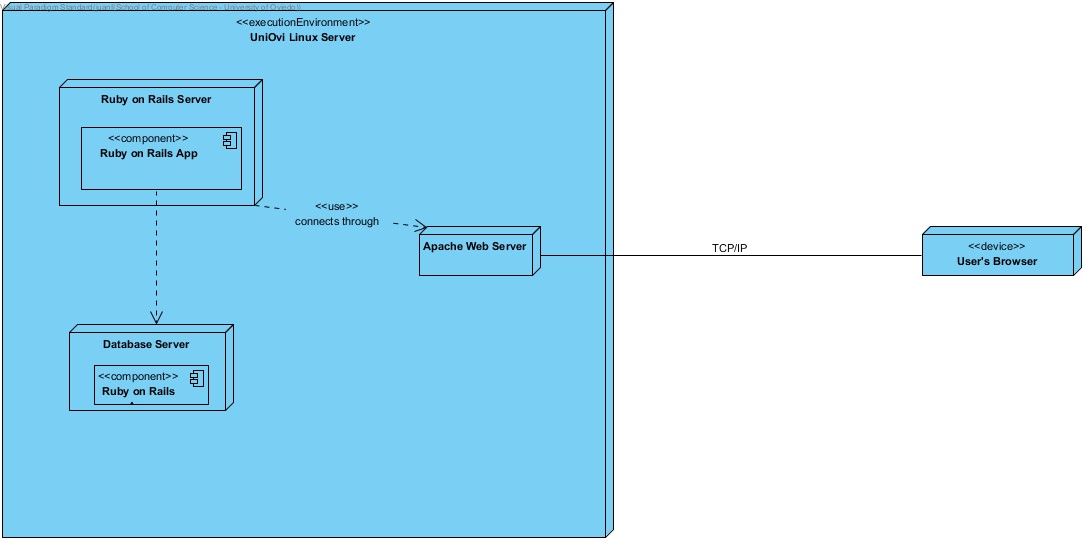 Visual Paradigm Standard(juanf(School of Computer Science - University of Oviedo))
<<executionEnvironment>>
UniOvi Linux Server
Ruby on Rails Server
<<component>>
Ruby on Rails App
<<use>>
connects through
Apache Web Server
TCP/IP
<<device>>
User's Browser
Database Server
<<component>>
Ruby on Rails